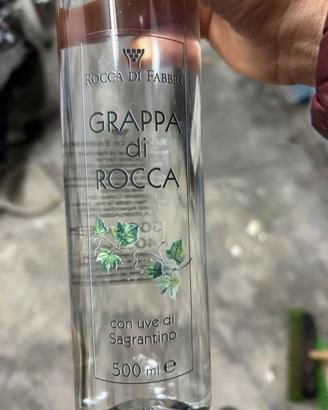 ROCCA DI FABBRI
GRAPPA
di
ROCCA
con uve di
Sagrantino
500 ml e